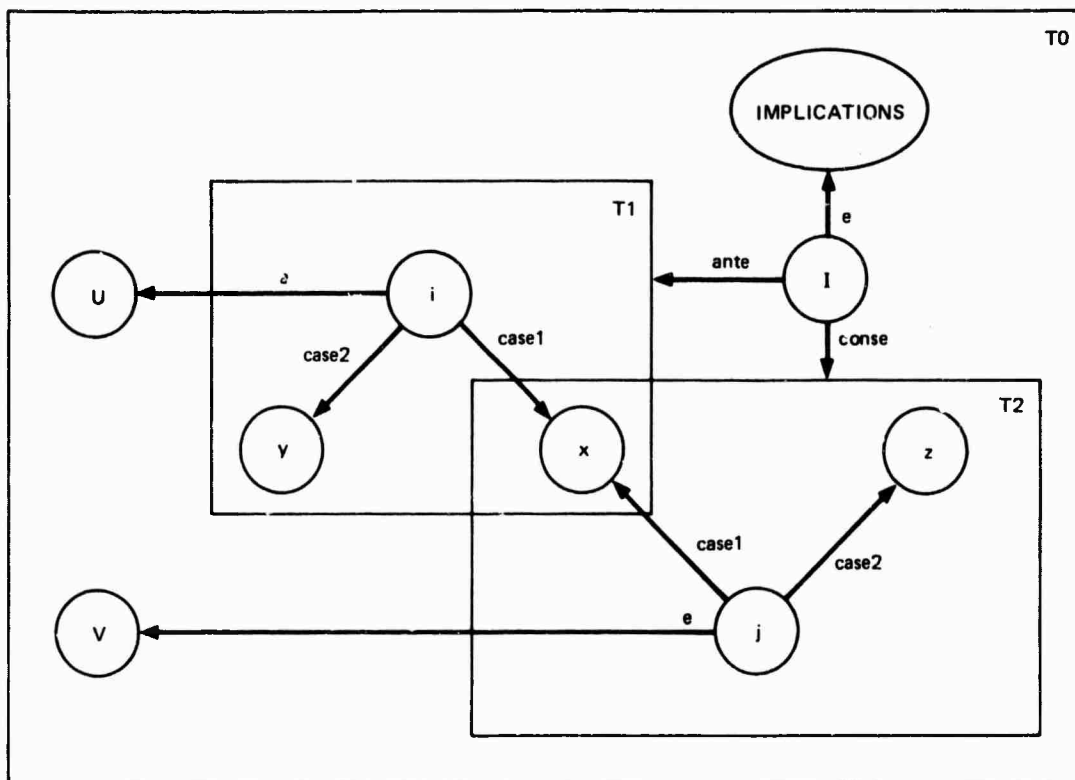 T0
IMPLICATIONS
T1
e
ante
I
U
i
conse
case2
case1
T2
y
x
z
case1
case2
V
e
j